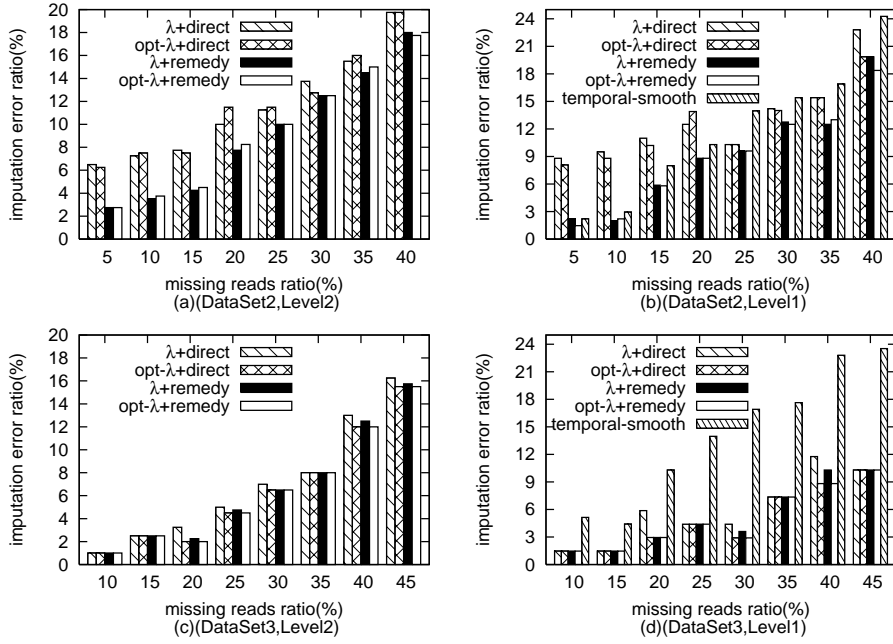 imputation error ratio(%)
20
18
16
14
12
10
8
6
4
2
0
λ+direct
opt-λ+direct
λ+remedy
opt-λ+remedy
5 10 15 20 25 30 35 40
missing reads ratio(%)
(a)(DataSet2,Level2)
imputation error ratio(%)
24
21
18
15
12
9
6
3
0
λ+direct
opt-λ+direct
λ+remedy
opt-λ+remedy
temporal-smooth
5 10 15 20 25 30 35 40
missing reads ratio(%)
(b)(DataSet2,Level1)
imputation error ratio(%)
20
18
16
14
12
10
8
6
4
2
0
λ+direct
opt-λ+direct
λ+remedy
opt-λ+remedy
10 15 20 25 30 35 40 45
missing reads ratio(%)
(c)(DataSet3,Level2)
imputation error ratio(%)
24
21
18
15
12
9
6
3
0
λ+direct
opt-λ+direct
λ+remedy
opt-λ+remedy
temporal-smooth
10 15 20 25 30 35 40 45
missing reads ratio(%)
(d)(DataSet3,Level1)